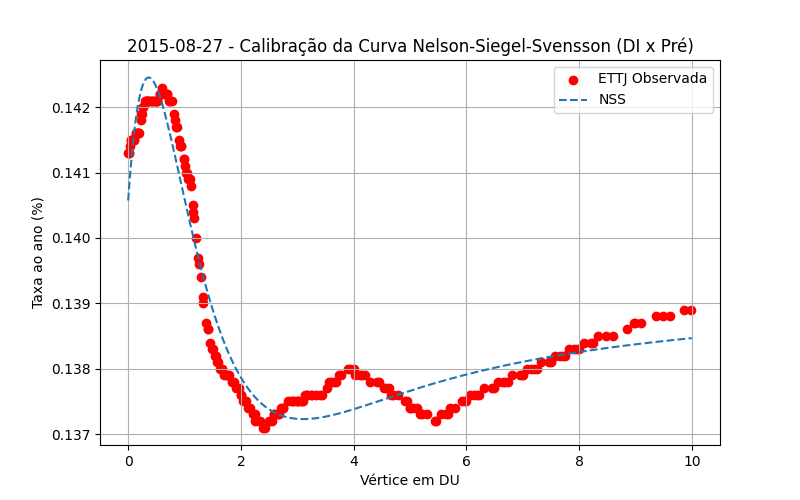 2015-08-27 - Calibração da Curva Nelson-Siegel-Svensson (DI x Pré)
ETTJ Observada
NSS
Taxa ao ano (%)
0.142
0.141
0.140
0.139
0.138
0.137
0 2 4 6 8 10
Vértice em DU